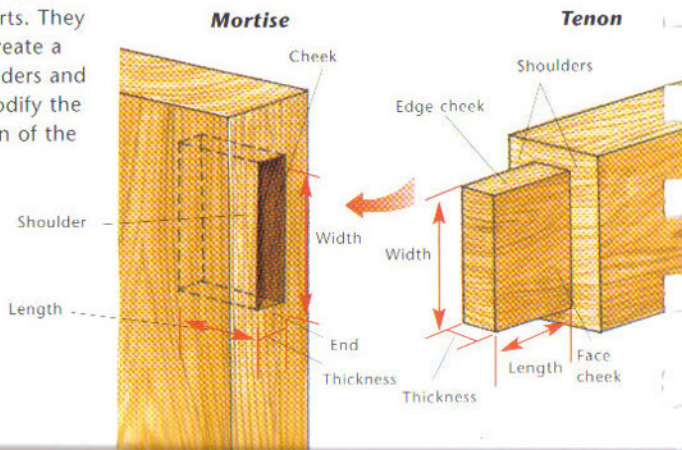 rts. They
reate a
ders and
odify the
n of the
Mortise
Cheek
Shoulder
Width
Length
End
Thickness
Tenon
Shoulders
Edge cheek
Width
Length
Face
cheek
Thickness